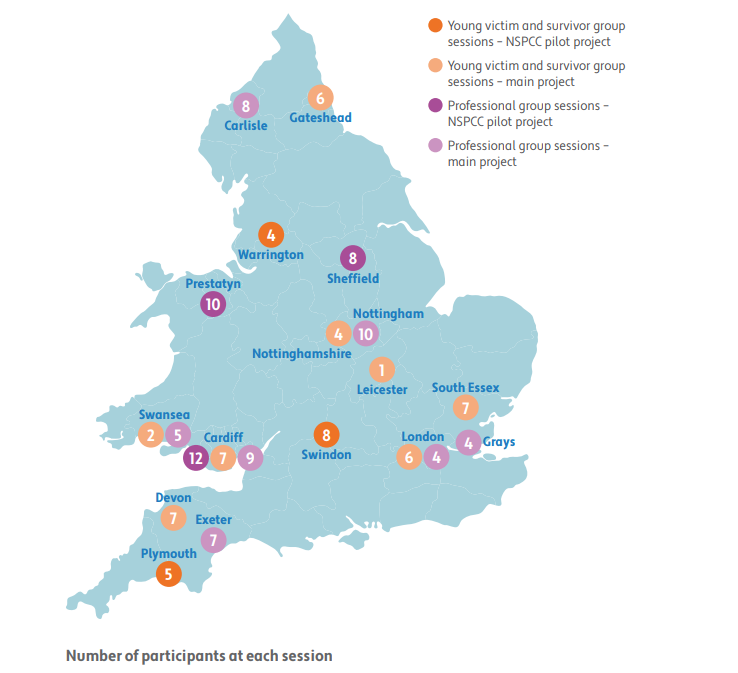 Young victim and survivor group
sessions – NSPCC pilot project
Young victim and survivor group
sessions – main project
Professional group sessions –
NSPCC pilot project
Professional group sessions –
main project
8
Carlisle
6
Gateshead
4
Warrington
8
Sheffield
Prestatyn
10
Nottingham
4 10
Nottinghamshire
1
Leicester
South Essex
7
Swansea
2 5
Cardiff
12 7 9
8
Swindon
London
6 4
4 Grays
Devon
7
Exeter
7
Plymouth
5
Number of participants at each session